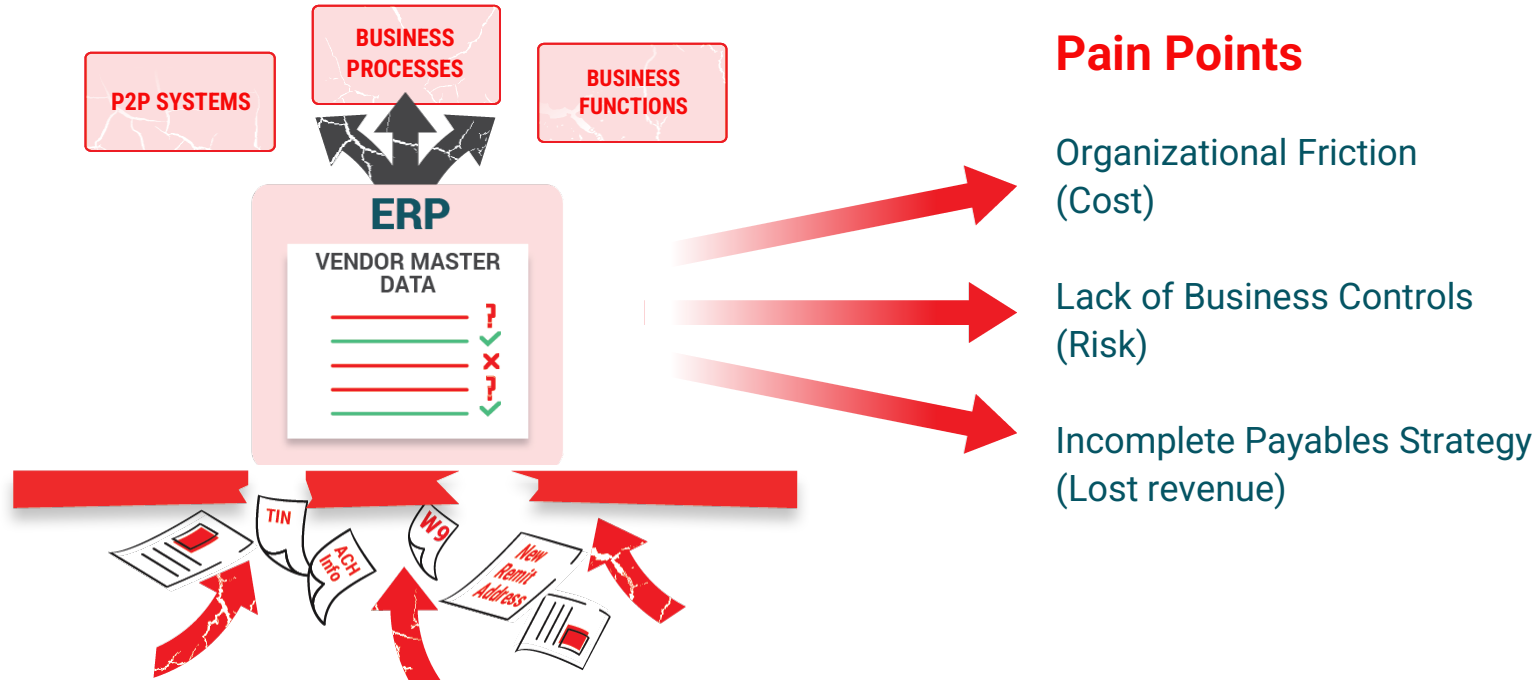 P2P SYSTEMS
BUSINESS
PROCESSES
BUSINESS
FUNCTIONS
ERP
VENDOR MASTER
DATA
?
?
TIN
ACH
Info
W9
New
Remit
Address
Pain Points
Organizational Friction
(Cost)
Lack of Business Controls
(Risk)
Incomplete Payables Strategy
(Lost revenue)